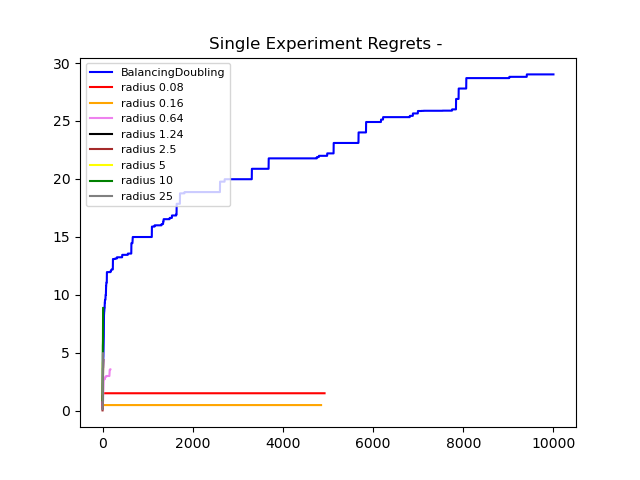 Single Experiment Regrets -
30
25
20
15
10
5
0
BalancingDoubling
radius 0.08
radius 0.16
radius 0.64
radius 1.24
radius 2.5
radius 5
radius 10
radius 25
0 2000 4000 6000 8000 10000